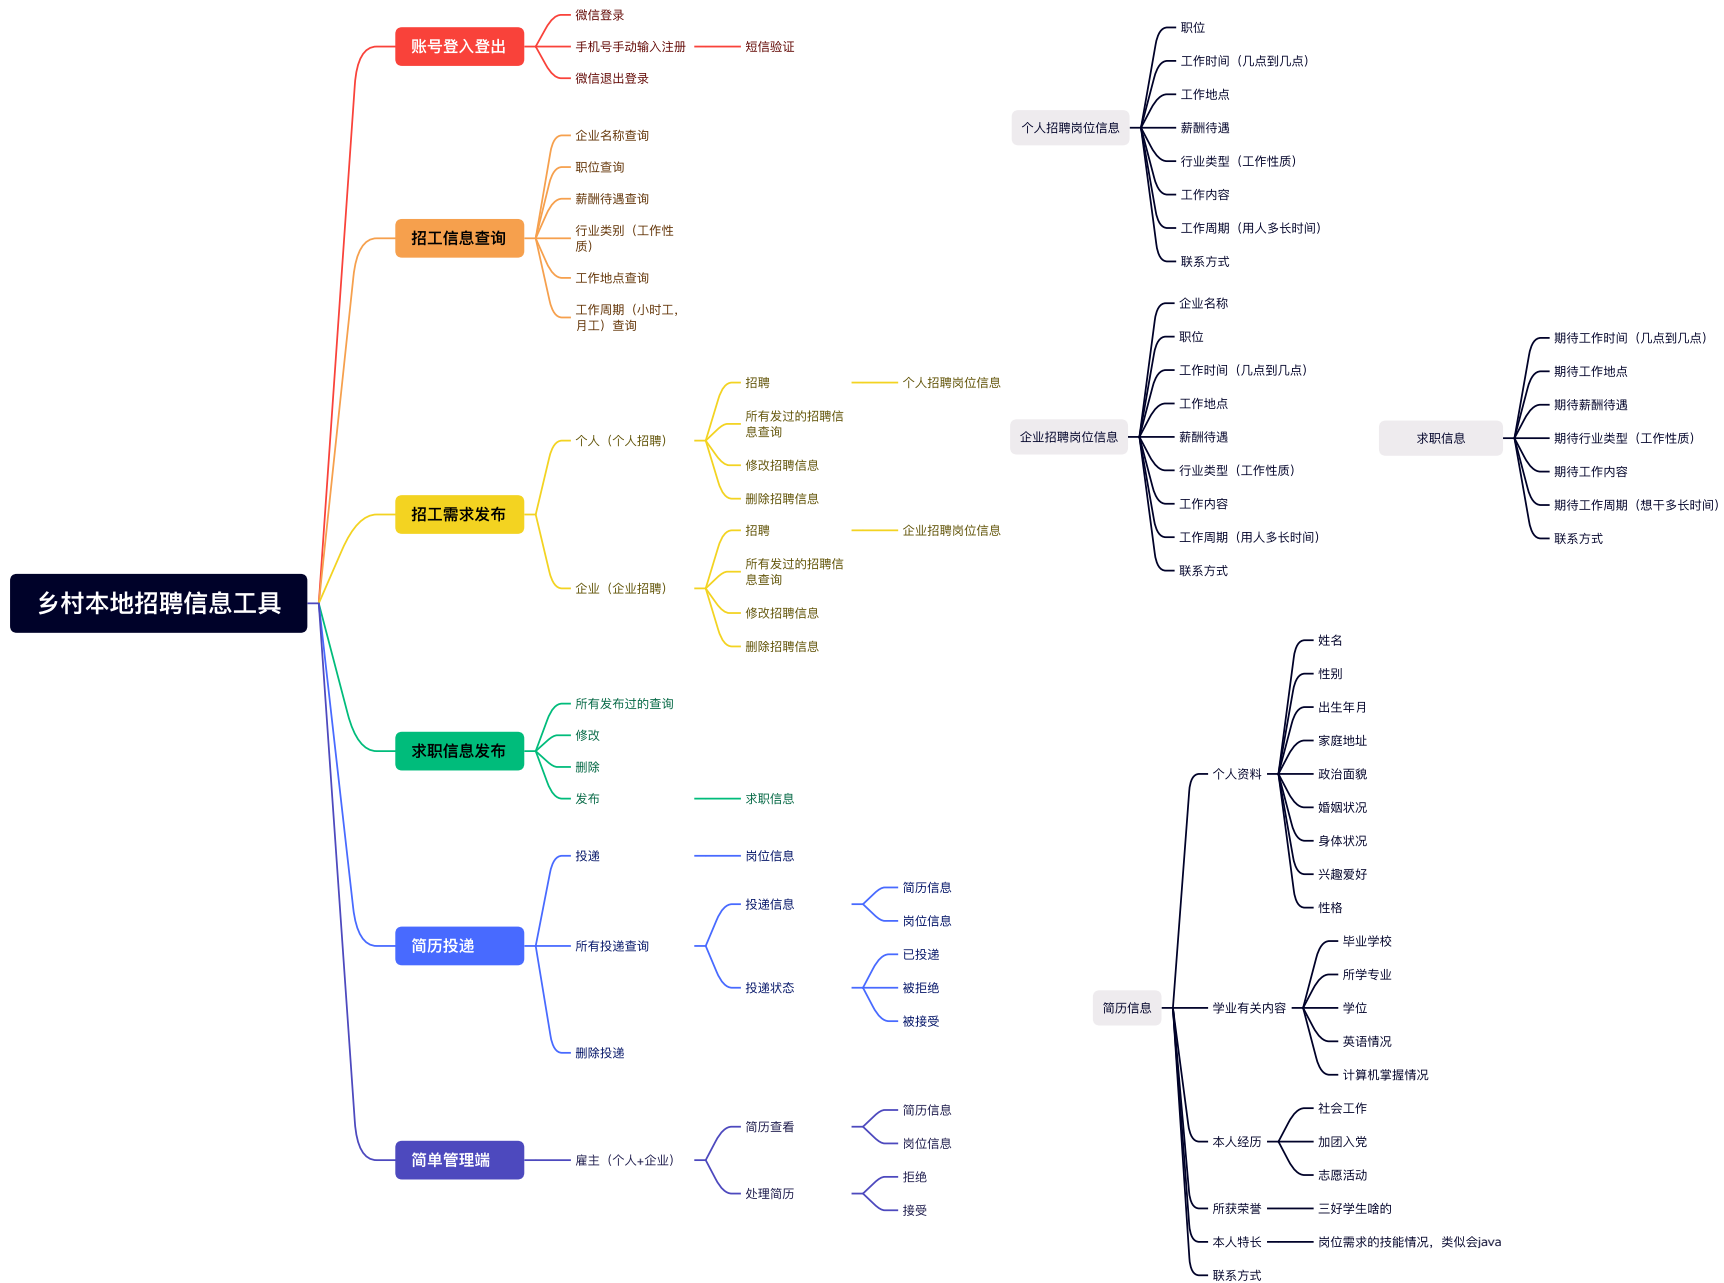 乡村本地招聘信息工具
账号登入登出
微信登录
手机号手动输入注册
短信验证
微信退出登录
招工信息查询
企业名称查询
职位查询
薪酬待遇查询
行业类别（工作性
质）
工作地点查询
工作周期（小时工，
月工）查询
招工需求发布
个人（个人招聘）
招聘
个人招聘岗位信息
所有发过的招聘信
息查询
修改招聘信息
删除招聘信息
企业（企业招聘）
招聘
企业招聘岗位信息
所有发过的招聘信
息查询
修改招聘信息
删除招聘信息
求职信息发布
所有发布过的查询
修改
删除
发布
求职信息
简历投递
投递
岗位信息
所有投递查询
投递信息
简历信息
岗位信息
投递状态
已投递
被拒绝
被接受
删除投递
简单管理端
雇主（个人+企业）
简历查看
简历信息
岗位信息
处理简历
拒绝
接受
个人招聘岗位信息
职位
工作时间（几点到几点）
工作地点
薪酬待遇
行业类型（工作性质）
工作内容
工作周期（用人多长时间）
联系方式
企业招聘岗位信息
企业名称
职位
工作时间（几点到几点）
工作地点
薪酬待遇
行业类型（工作性质）
工作内容
工作周期（用人多长时间）
联系方式
求职信息
期待工作时间（几点到几点）
期待工作地点
期待薪酬待遇
期待行业类型（工作性质）
期待工作内容
期待工作周期（想干多长时间）
联系方式
简历信息
个人资料
姓名
性别
出生年月
家庭地址
政治面貌
婚姻状况
身体状况
兴趣爱好
性格
学业有关内容
毕业学校
所学专业
学位
英语情况
计算机掌握情况
本人经历
社会工作
加团入党
志愿活动
所获荣誉
三好学生啥的
本人特长
岗位需求的技能情况，类似会java
联系方式